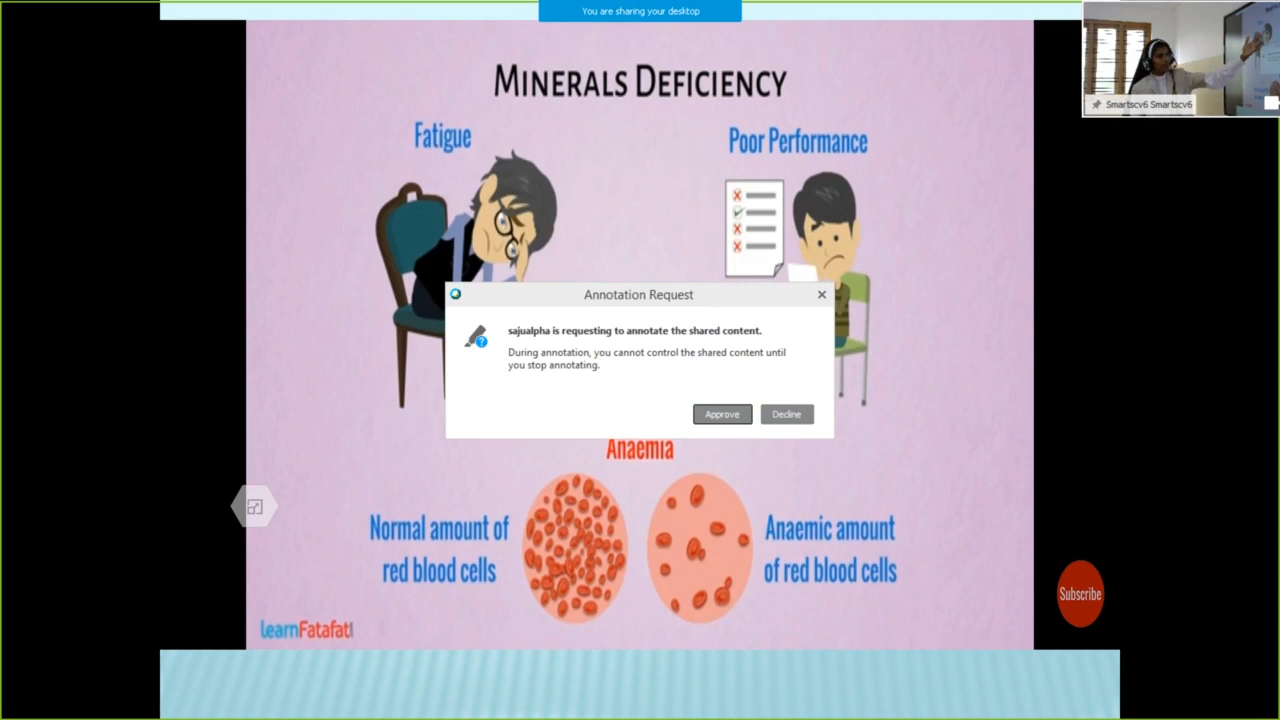 You are sharing your desktop
Smartscv6 Smartscv6
MINERALS DEFICIENCY
Fatigue
Poor Performance
Annotation Request
sajualpha is requesting to annotate the shared content.
During annotation, you cannot control the shared content until
you stop annotating.
Approve
Decline
Anaemia
Normal amount of
red blood cells
Anaemic amount
of red blood cells
Subscribe
learnFatafat